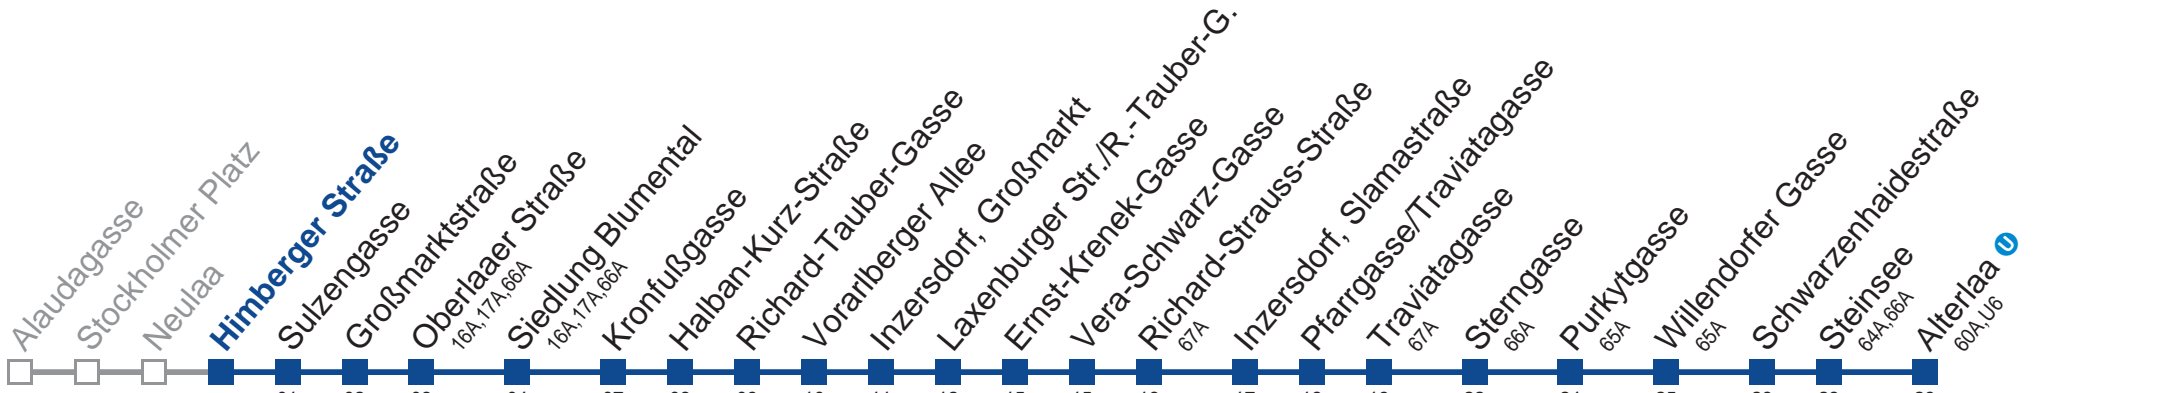 Alaudagasse
Stockholmer Platz
Neulaa
Himberger Straße
Sulzengasse
Großmarktstraße
Oberlaaer Straße
16A, 17A, 66A
Siedlung Blumental
16A, 17A, 66A
Kronfußgasse
Halban-Kurz-Straße
Richard-Tauber-Gasse
Vorarlberger Allee
Inzersdorf, Großmarkt
Laxenburger Str./R.-Tauber-G.
Ernst-Krenek-Gasse
Vera-Schwarz-Gasse
Richard-Strauss-Straße
67A
Inzersdorf, Slamastraße
Pfarrgasse/Traviatagasse
Traviatagasse
67A
Sterngasse
66A
Purkytgasse
65A
Willendorfer Gasse
65A
Schwarzenhaidestraße
Steinsee
64A, 66A
Alterlaa U
60A, U6